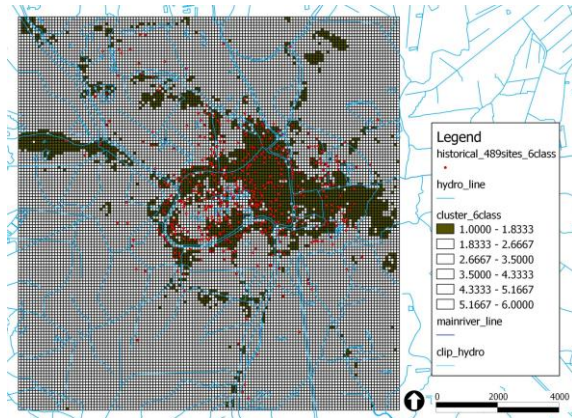 Legend
historical_489sites_6class
hydro_line
cluster_6class
1.0000 - 1.8333
1.8333 - 2.6667
2.6667 - 3.5000
3.5000 - 4.3333
4.3333 - 5.1667
5.1667 - 6.0000
mainriver_line
clip_hydro
0 2000 4000